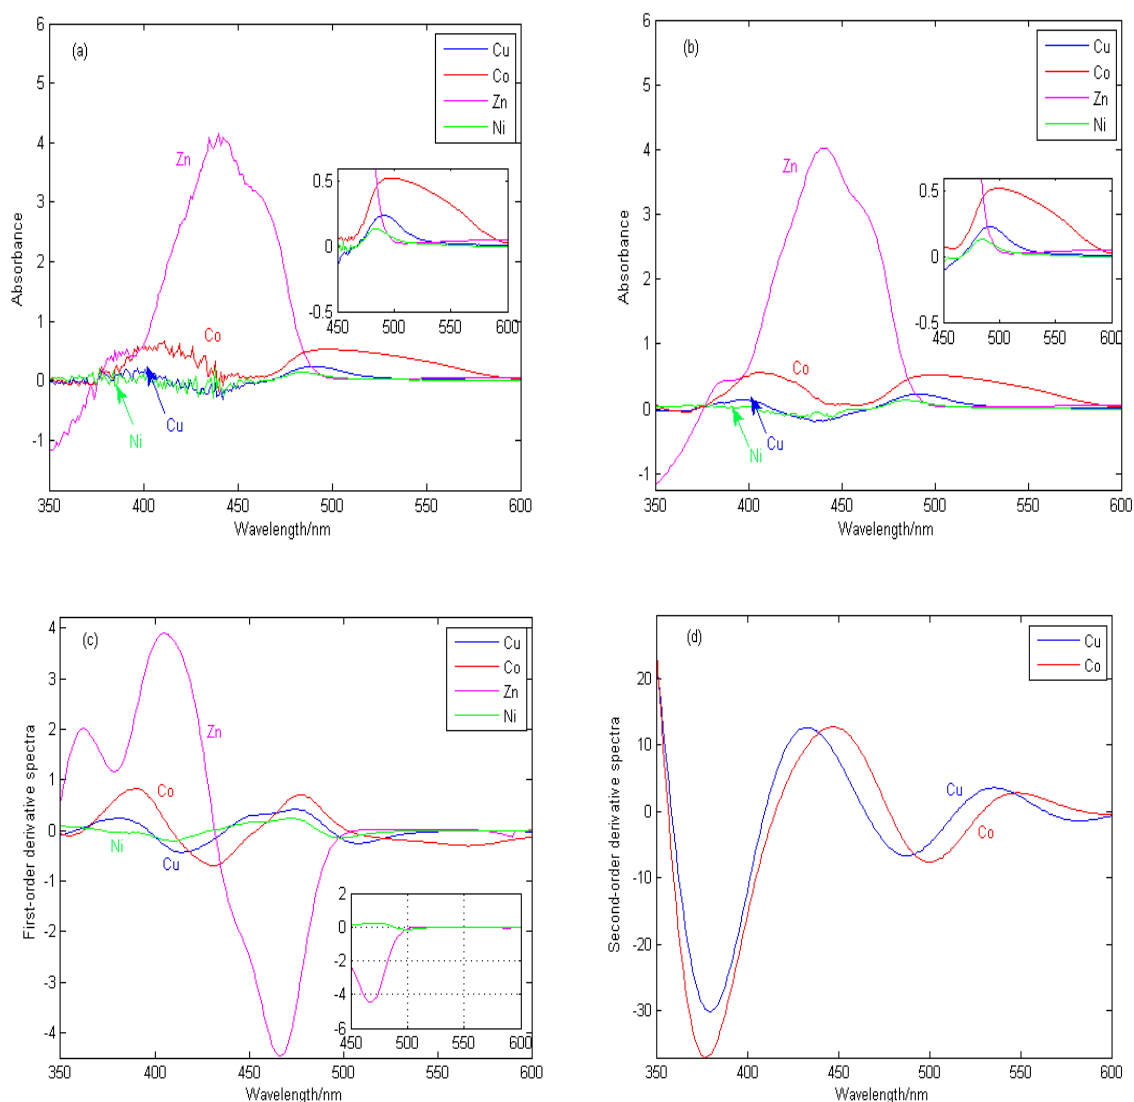 (a)
Cu
Co
Zn
Ni
Zn
Co
Cu
Ni
6
5
4
3
2
1
0
-1
350 400 450 500 550 600
Absorbance
Wavelength/nm
0.5
0
-0.5
450 500 550 600
(b)
Cu
Co
Zn
Ni
Zn
Co
Cu
Ni
6
5
4
3
2
1
0
-1
350 400 450 500 550 600
Absorbance
Wavelength/nm
0.5
0
-0.5
450 500 550 600
(c)
Cu
Co
Zn
Ni
Zn
Co
Ni
Cu
4
3
2
1
0
-1
-2
-3
-4
350 400 450 500 550 600
First-order derivative spectra
Wavelength/nm
2
0
-2
-4
-6
450 500 550 600
(d)
Cu
Co
Cu
Co
20
10
0
-10
-20
-30
350 400 450 500 550 600
Second-order derivative spectra
Wavelength/nm